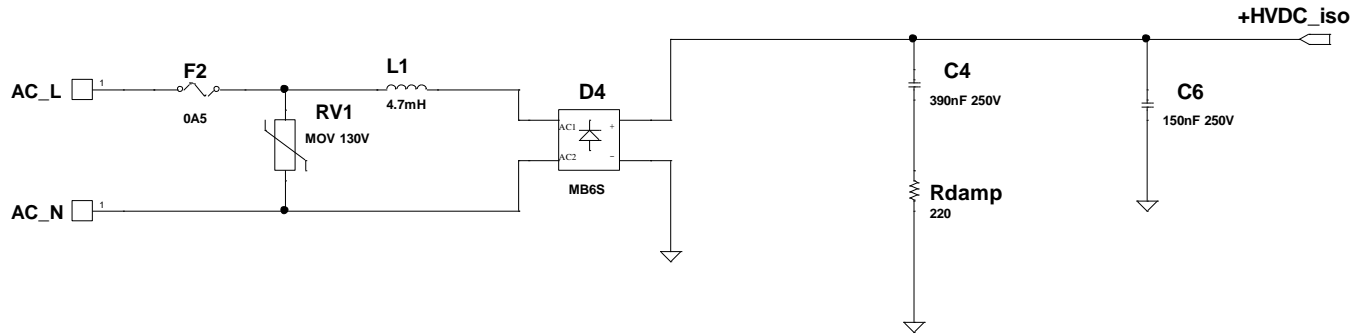 +HVDC_iso
F2
L1
C4
AC_L
1
D4
390nF 250V
C6
4.7mH
RV1
0A5
MOV 130V
150nF 250V
AC1
+
AC2
−
MB6S
Rdamp
AC_N
1
220